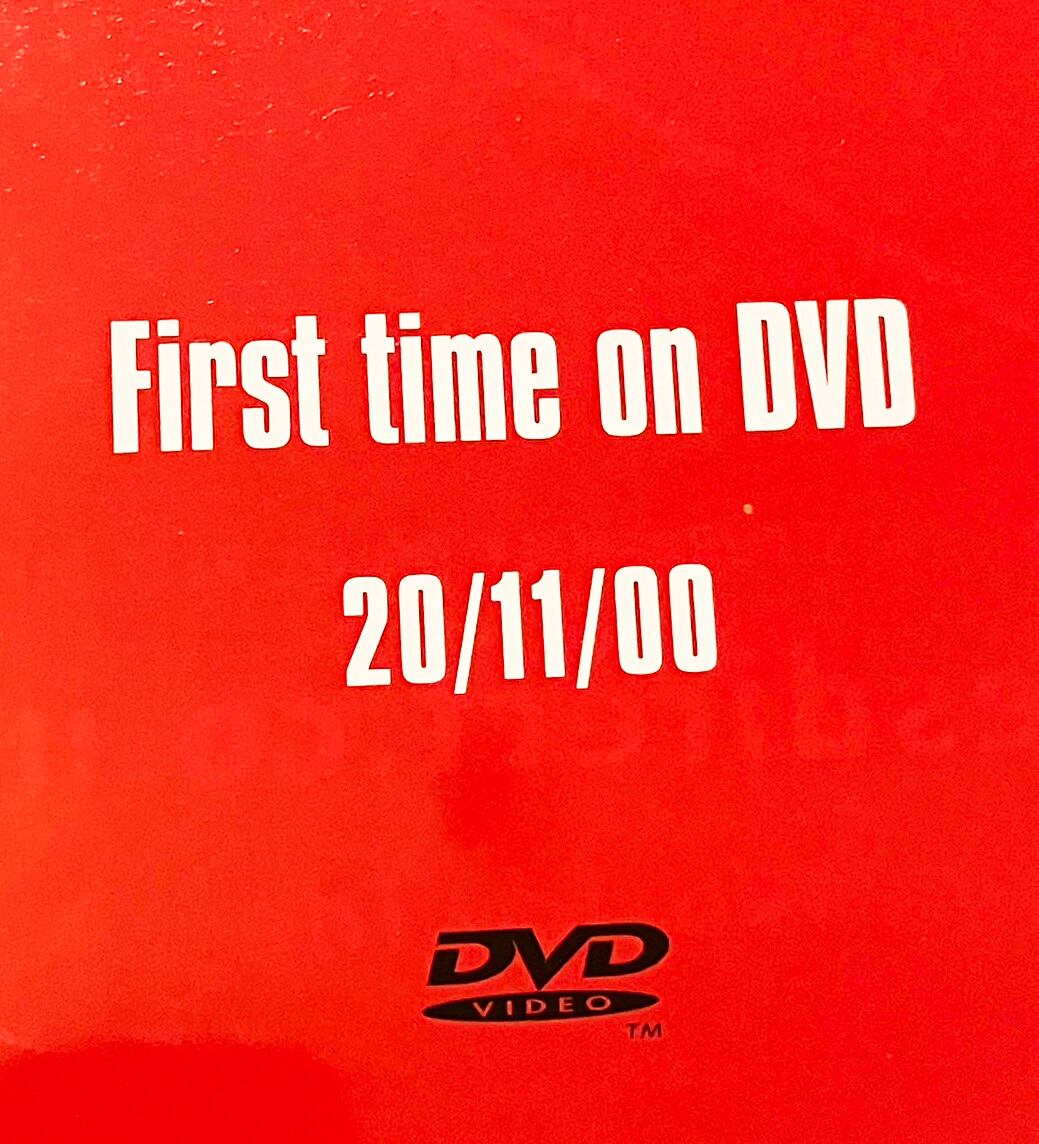 First time on DVD
20/11/00
DVD
VIDEO
TM